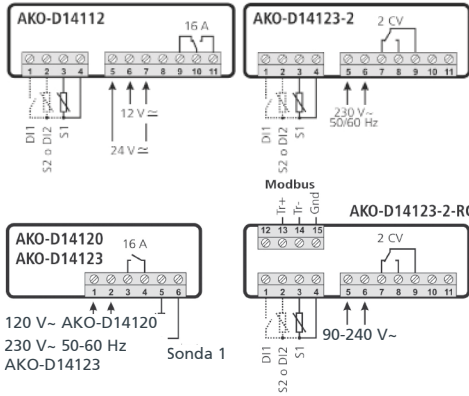 AKO-D14112
16 A
1 2 3 4 5 6 7 8 9 10 11
DI1
S2 o DI2
S1
12 V ≂
24 V ≂
AKO-D14123-2
2 CV
1 2 3 4 5 6 7 8 9 10 11
DI1
S2 o DI2
S1
230 V~
50/60 Hz
AKO-D14120
AKO-D14123
16 A
1 2 3 4 5 6
120 V~ AKO-D14120
230 V~ 50-60 Hz
AKO-D14123
Sonda 1
Modbus
Tr+
Tr-
Gnd
AKO-D14123-2-RC
12 13 14 15
2 CV
1 2 3 4 5 6 7 8 9 10 11
DI1
S2 o DI2
S1
90-240 V~